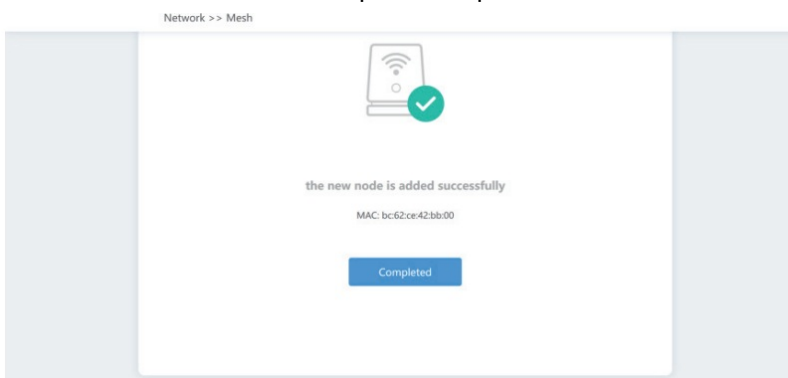 Network >> Mesh
the new node is added successfully
MAC: bc:62:ce:42:bb:00
Completed